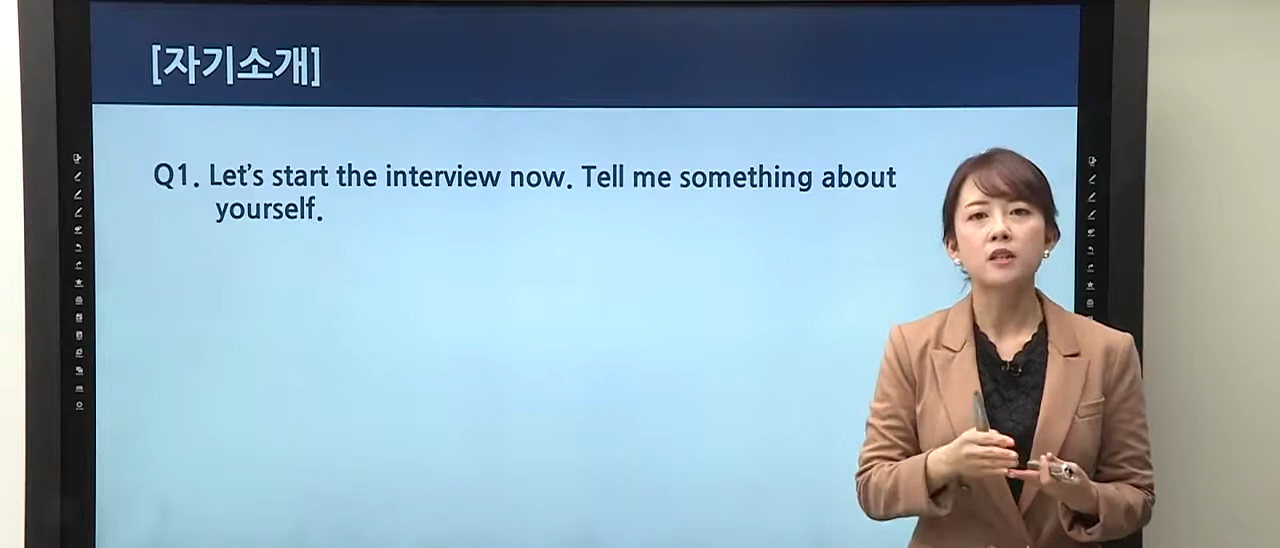 [자기소개]
Q1. Let's start the interview now. Tell me something about
yourself.